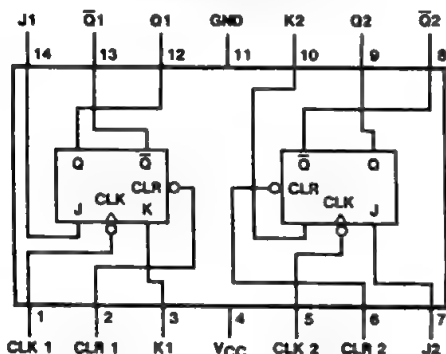 J1 Q̅1 Q1 GND K2 Q2 Q̅2
14 13 12 11 10 9 8
Q Q̅ Q̅ Q
CLR CLR
CLK CLK
J K J
1 2 3 4 5 6 7
CLK 1 CLR 1 K1 VCC CLK 2 CLR 2 J2